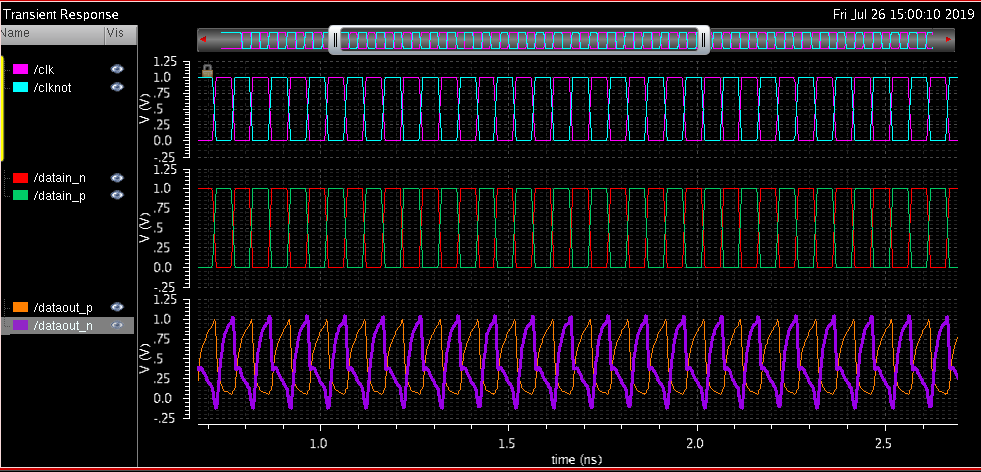 Transient Response
Fri Jul 26 15:00:10 2019
Name
Vis
/clk
/clknot
1.25
1.0
.75
.5
.25
0.0
-.25
V (V)
/datain_n
/datain_p
1.25
1.0
.75
.5
.25
0.0
-.25
V (V)
/dataout_p
/dataout_n
1.25
1.0
.75
.5
.25
0.0
-.25
V (V)
1.0 1.5 2.0 2.5
time (ns)